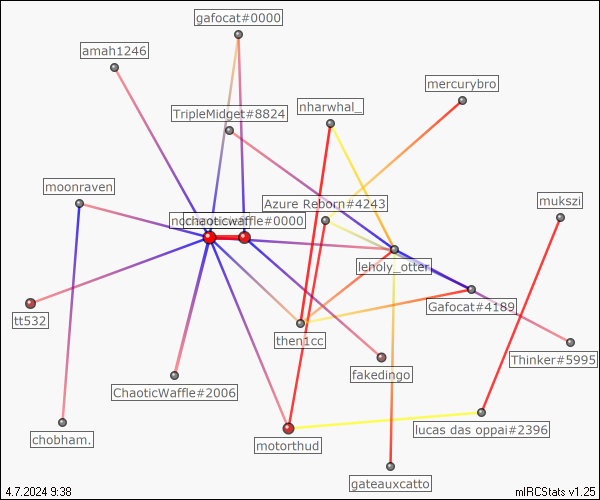 gafocat#0000
amah1246
mercurybro
nharwhal_
TripleMidget#8824
moonraven
mukszi
Azure Reborn#4243
chaoticwaffle#0000
leholy_otter
Gafocat#4189
tt532
then1cc
Thinker#5995
fakedingo
ChaoticWaffle#2006
lucas das oppai#2396
chobham.
motorthud
gateauxcatto
4.7.2024 9:38
mIRCStats v1.25